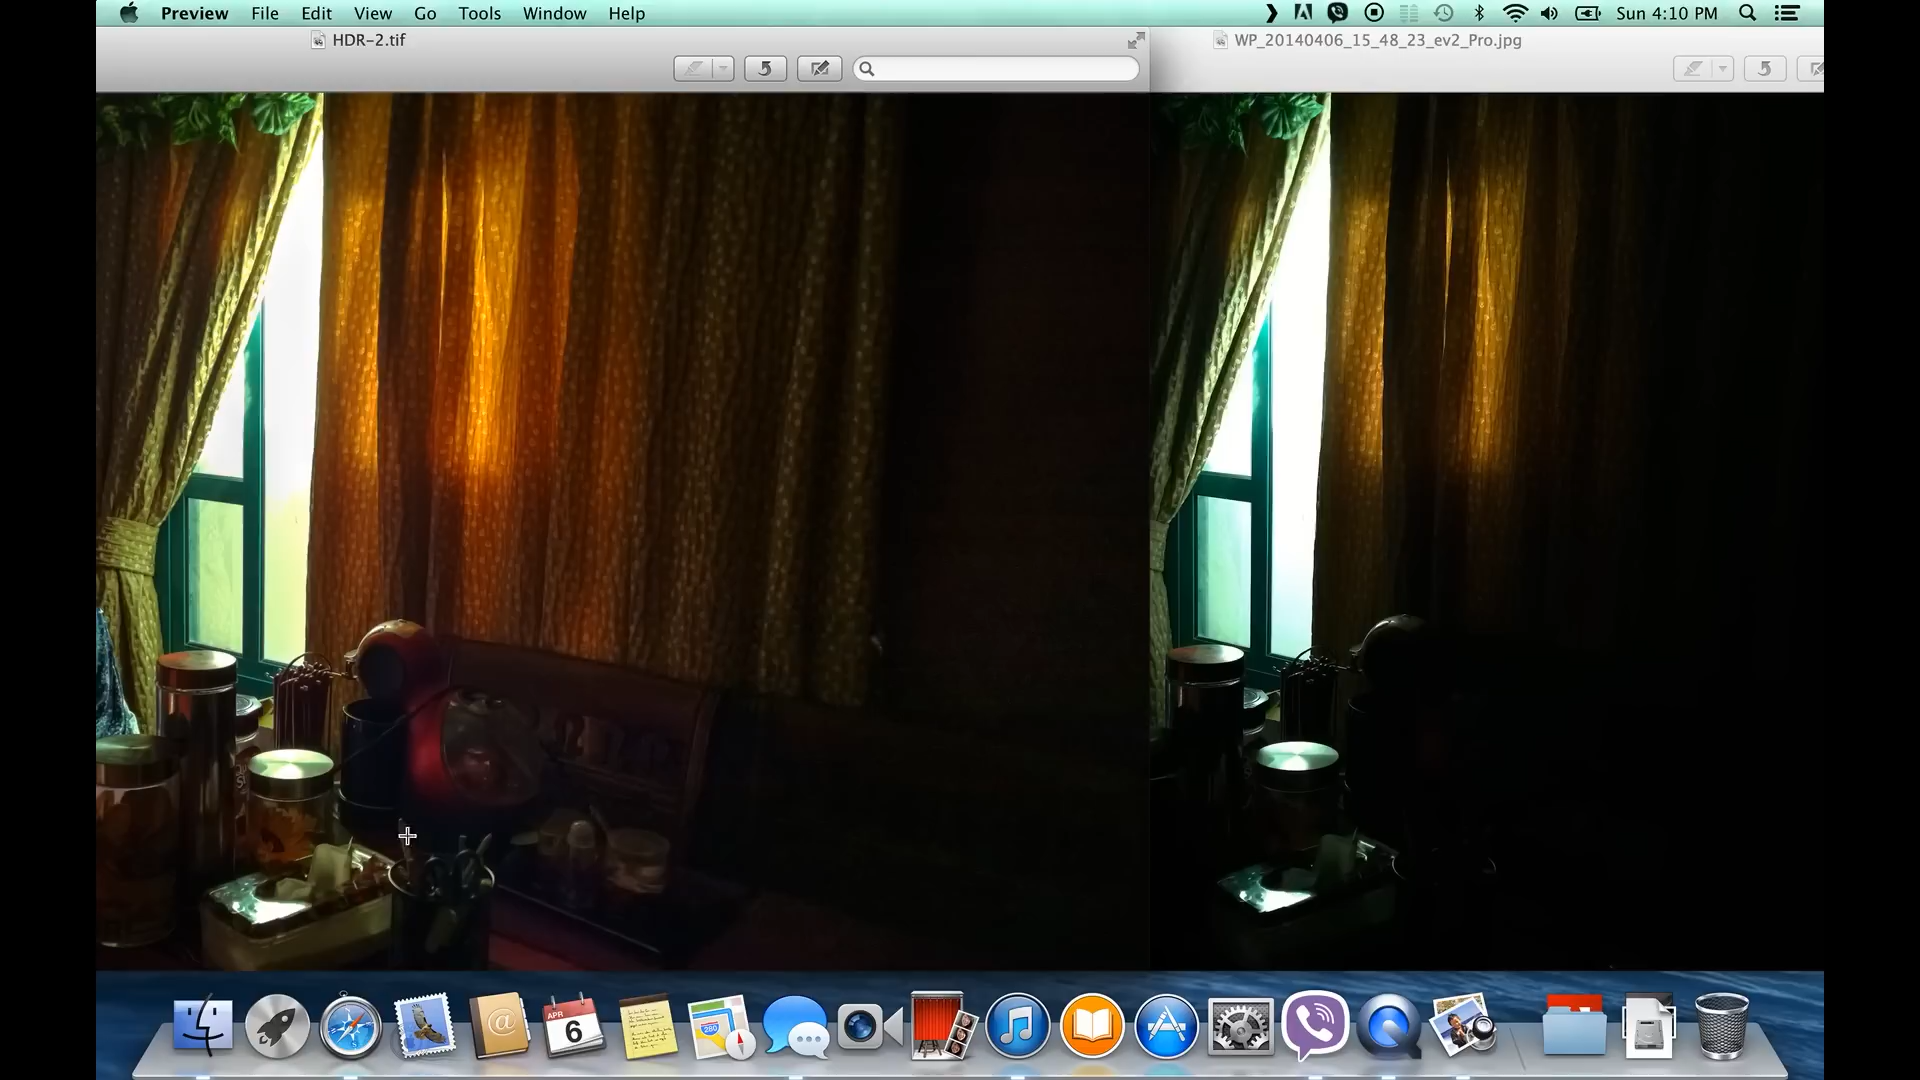 Preview File Edit View Go Tools Window Help Sun 4:10 PM
HDR-2.tif
WP_20140406_15_48_23_ev2_Pro.jpg
APR
6
280